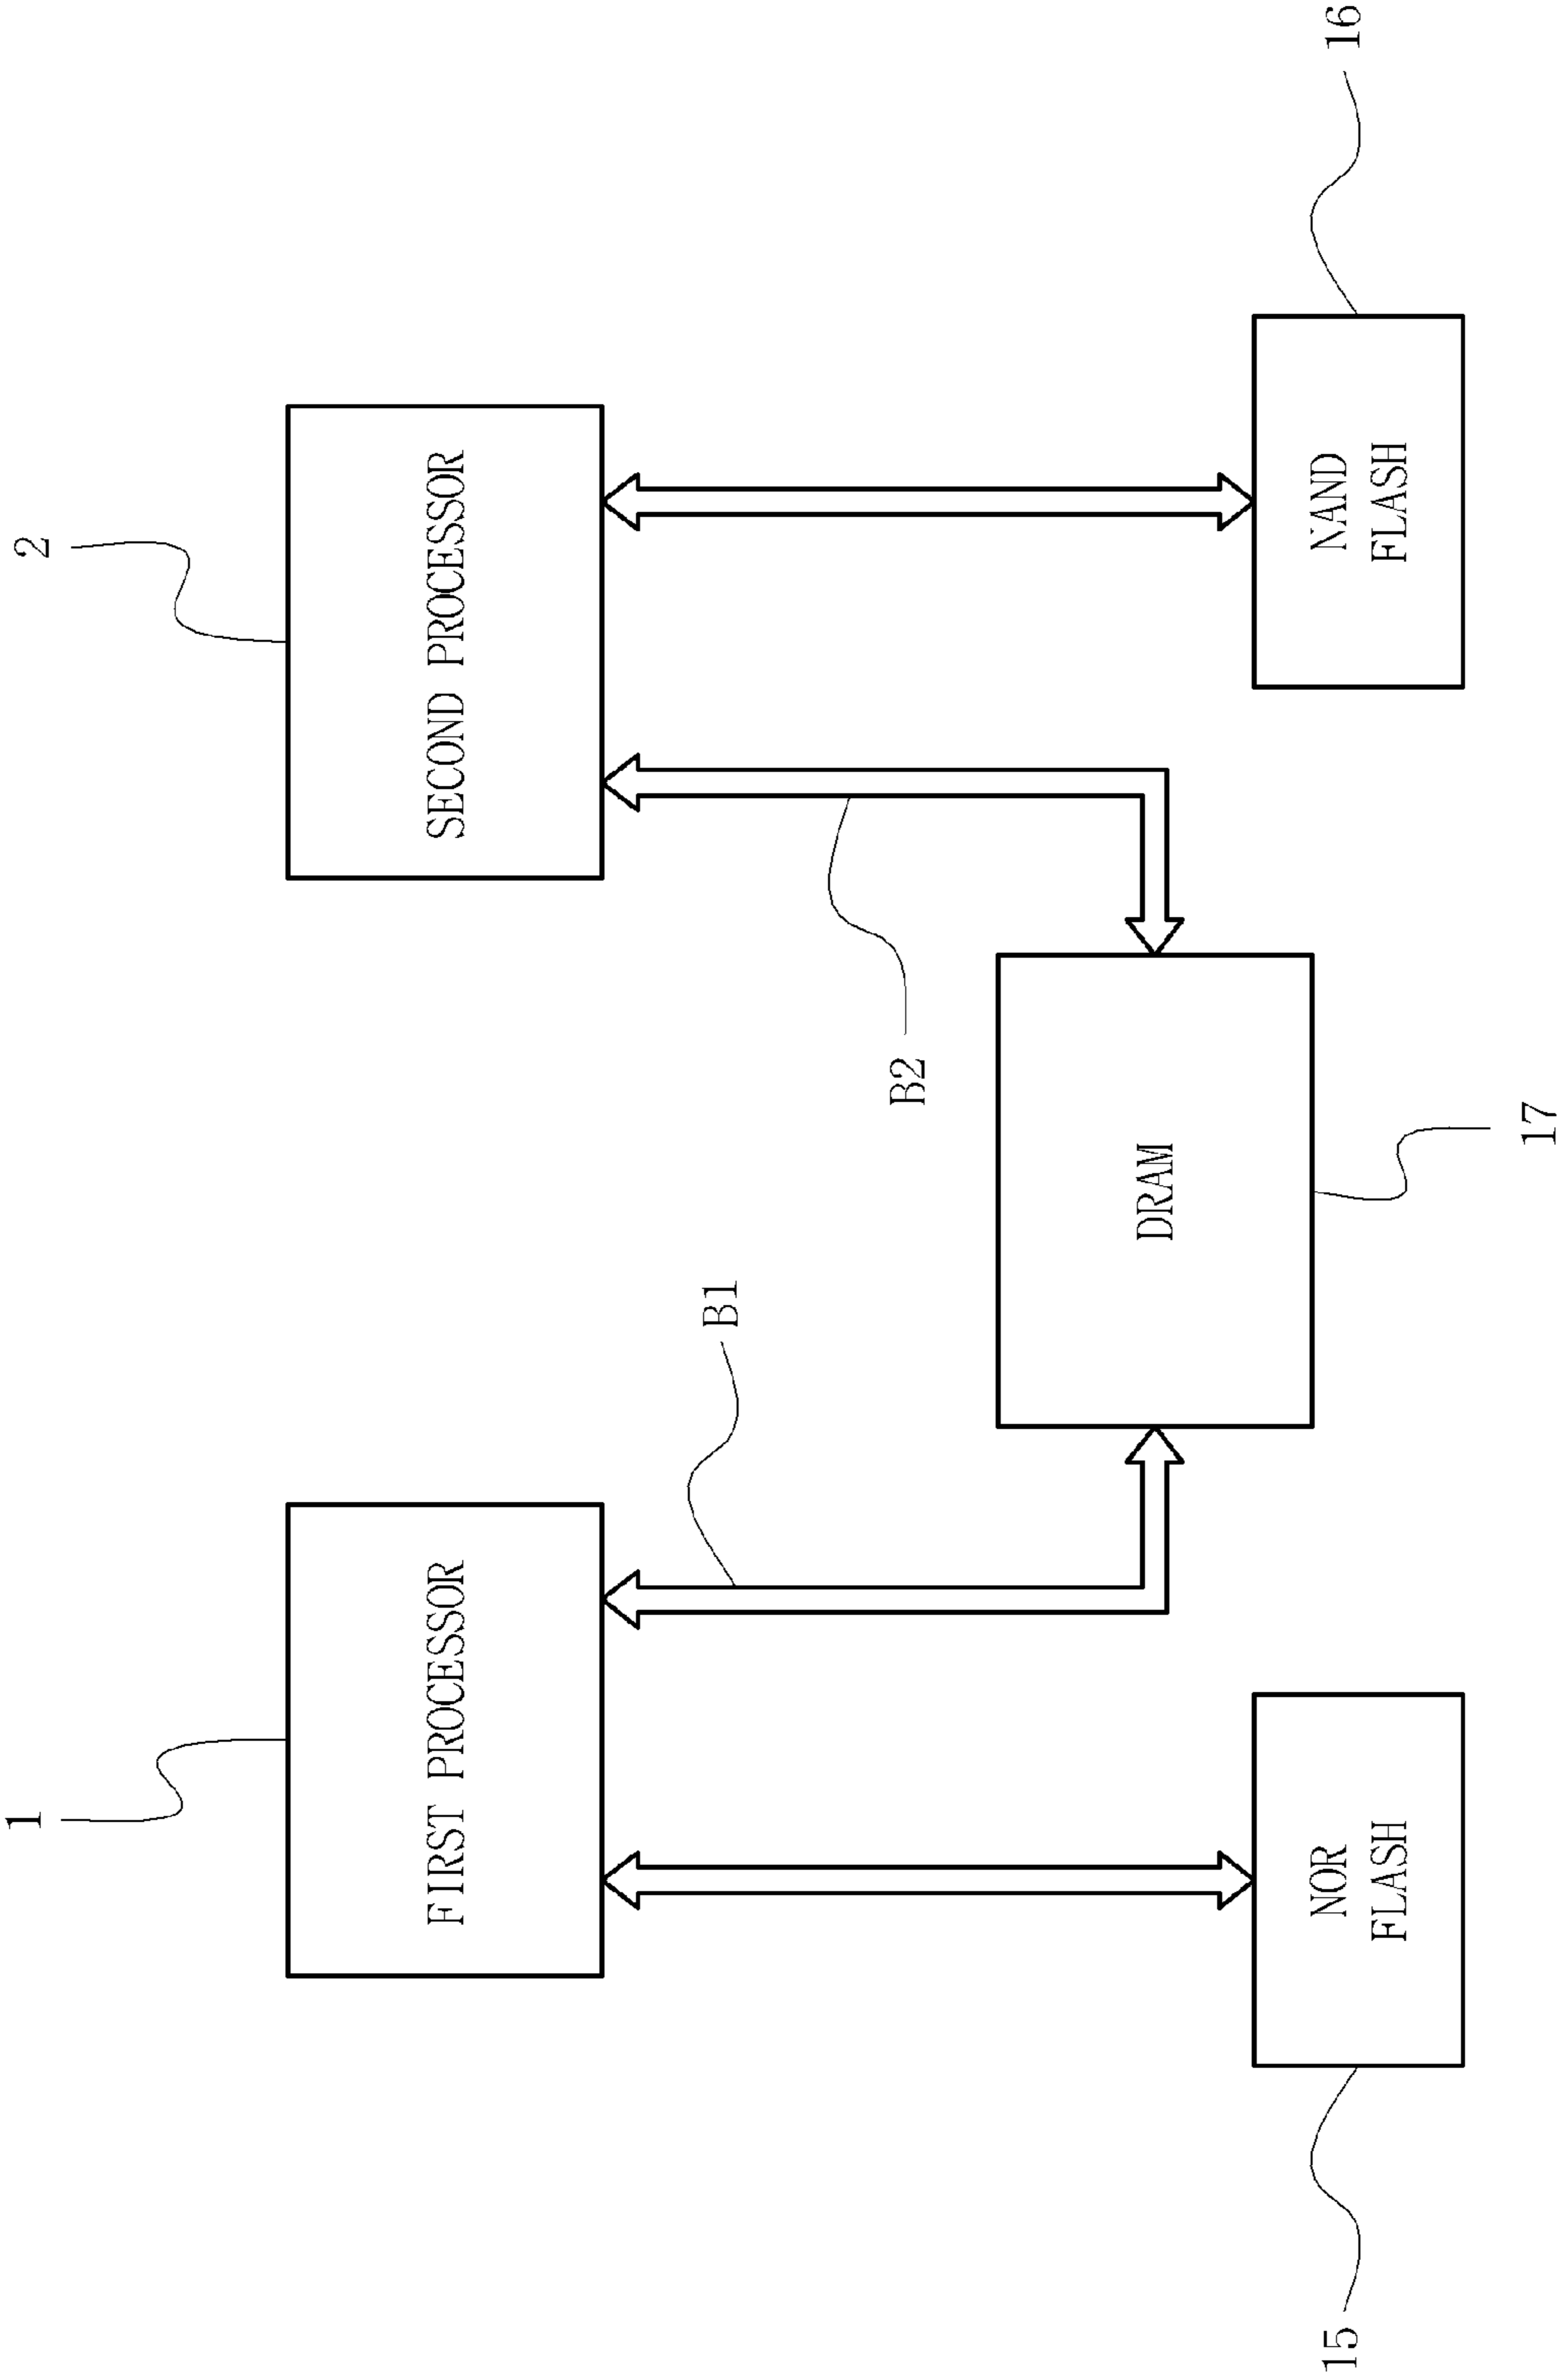 1
2
FIRST PROCESSOR
SECOND PROCESSOR
B1
B2
DRAM
NOR
FLASH
NAND
FLASH
15
16
17